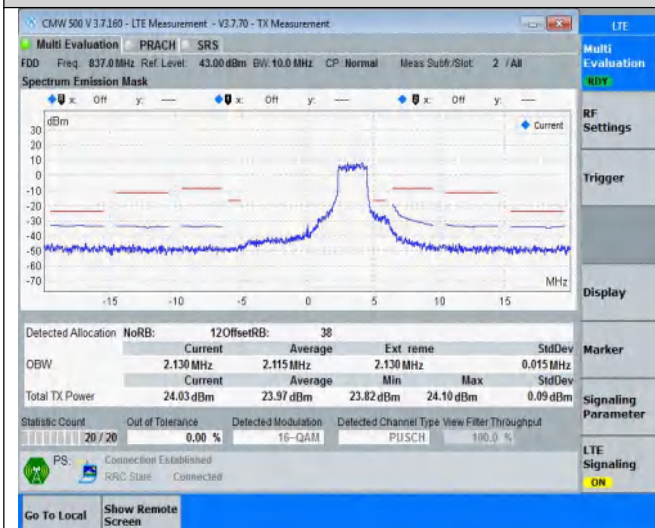 CMW 500 V 3.7.160 - LTE Measurement - V3.7.70 - TX Measurement
LTE
Multi Evaluation PRACH SRS
FDD Freq. 837.0 MHz Ref. Level: 43.00 dBm BW: 10.0 MHz CP: Normal Meas Subfr./Slot: 2 / All
Spectrum Emission Mask
x: Off y: --- x: Off y: --- x: Off y: ---
dBm
Current
30
20
10
0
-10
-20
-30
-40
-50
-60
-70
MHz
-15 -10 -5 0 5 10 15
Detected Allocation NoRB: 12 OffsetRB: 38
Current Average Ext reme StdDev
OBW 2.130 MHz 2.115 MHz 2.130 MHz 0.015 MHz
Current Average Min Max StdDev
Total TX Power 24.03 dBm 23.97 dBm 23.82 dBm 24.10 dBm 0.09 dBm
Statistic Count Out of Tolerance Detected Modulation Detected Channel Type View Filter Throughput
20 / 20 0.00 % 16-QAM PUSCH 100.0 %
PS: Connection Established
RRC State Connected
Multi
Evaluation
RDY
RF
Settings
Trigger
Display
Marker
Signaling
Parameter
LTE
Signaling
ON
Go To Local
Show Remote
Screen